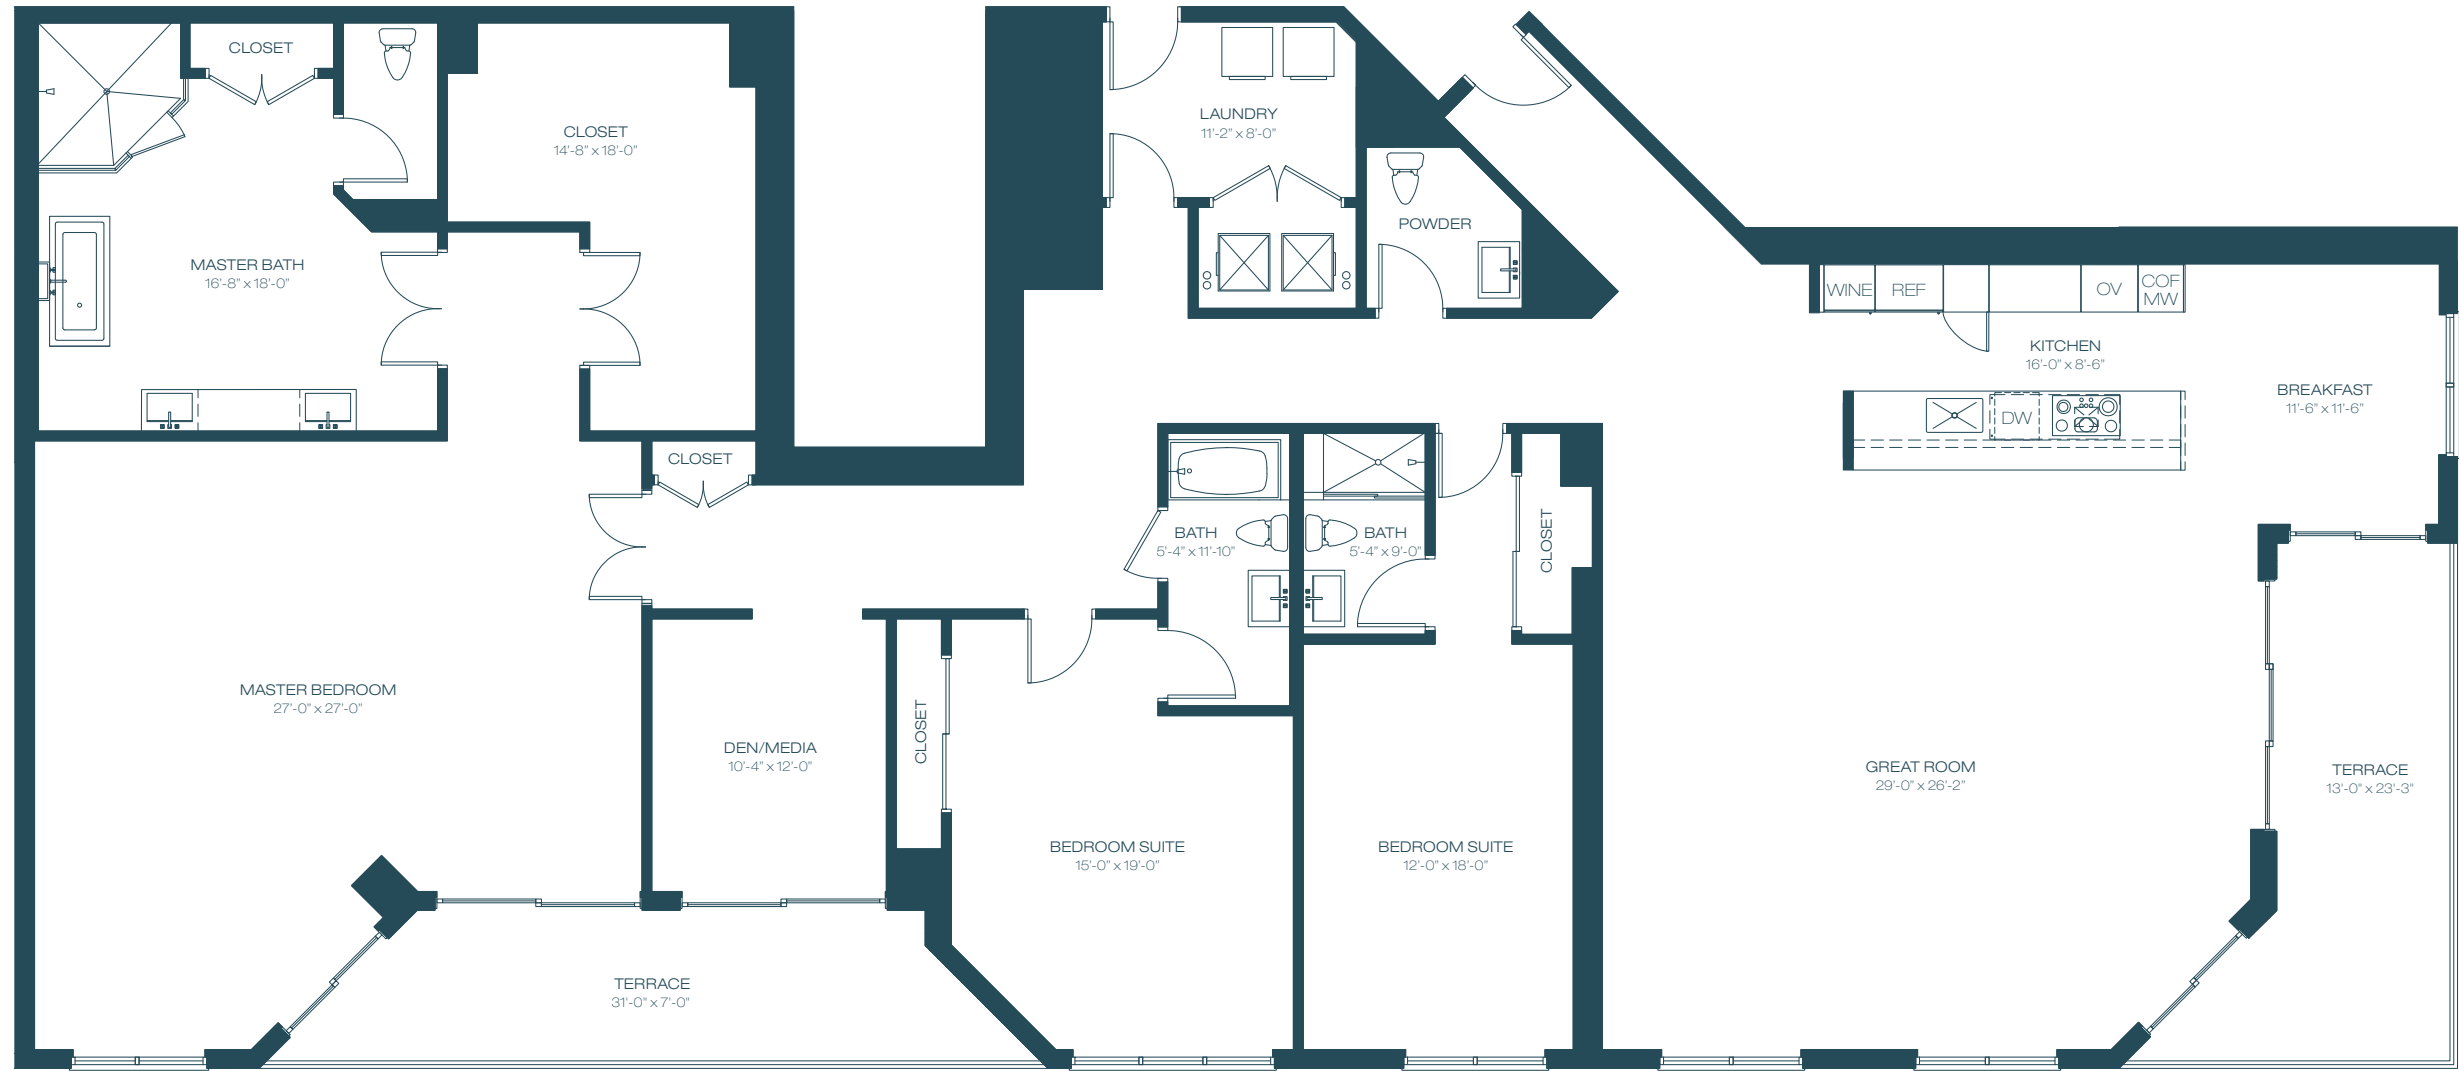 CLOSET
CLOSET
14'-8" x 18'-0"
LAUNDRY
11'-2" x 8'-0"
POWDER
MASTER BATH
16'-8" x 18'-0"
WINE
REF
OV
COF
MW
KITCHEN
16'-0" x 8'-6"
BREAKFAST
11'-6" x 11'-6"
DW
CLOSET
BATH
5'-4" x 11'-10"
BATH
5'-4" x 9'-0"
CLOSET
MASTER BEDROOM
27'-0" x 27'-0"
DEN/MEDIA
10'-4" x 12'-0"
CLOSET
GREAT ROOM
29'-0" x 26'-2"
TERRACE
13'-0" x 23'-3"
BEDROOM SUITE
15'-0" x 19'-0"
BEDROOM SUITE
12'-0" x 18'-0"
TERRACE
31'-0" x 7'-0"